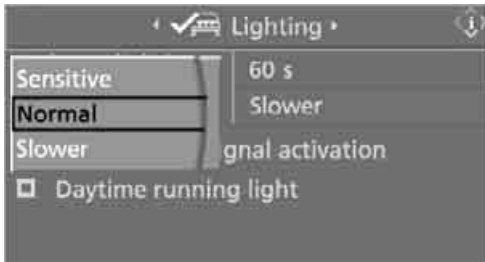 Lighting
i
Sensitive
60 s
Normal
Slower
Slower
gnal activation
Daytime running light